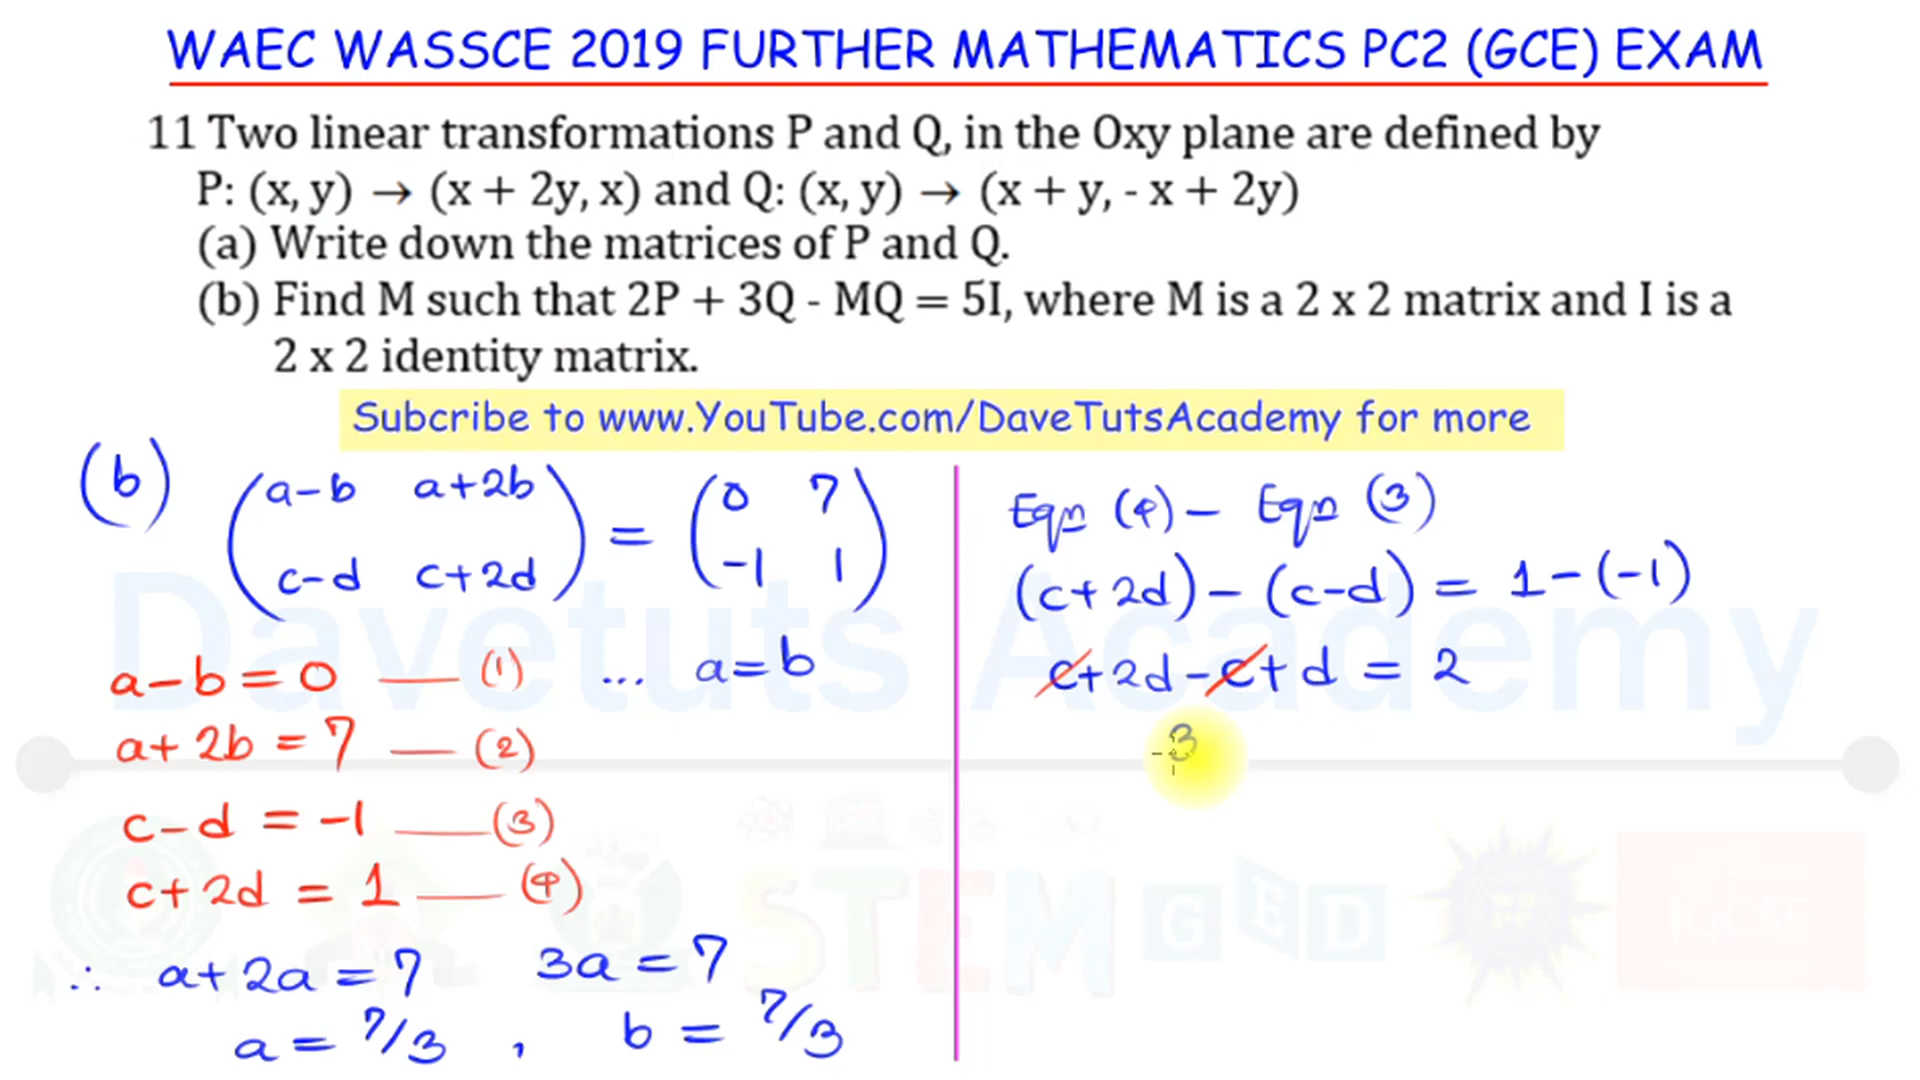 WAEC WASSCE 2019 FURTHER MATHEMATICS PC2 (GCE) EXAM
11 Two linear transformations P and Q, in the Oxy plane are defined by
P: (x, y) → (x + 2y, x) and Q: (x, y) → (x + y, - x + 2y)
(a) Write down the matrices of P and Q.
(b) Find M such that 2P + 3Q - MQ = 5I, where M is a 2 x 2 matrix and I is a
2 x 2 identity matrix.
Subcribe to www.YouTube.com/DaveTutsAcademy for more
(b)
(a-b a+2b) = (0 7)
(c-d c+2d) (-1 1)
a-b = 0 — (1) ... a=b
a+ 2b = 7 — (2)
c-d = -1 — (3)
c+ 2d = 1 — (4)
∴ a+2a = 7 3a = 7
a = 7/3 , b = 7/3
Eqn (4) - Eqn (3)
(c+ 2d) - (c-d) = 1-(-1)
c+ 2d - c+ d = 2
3
Davetuts Academy
STEM
GED
IGCSE